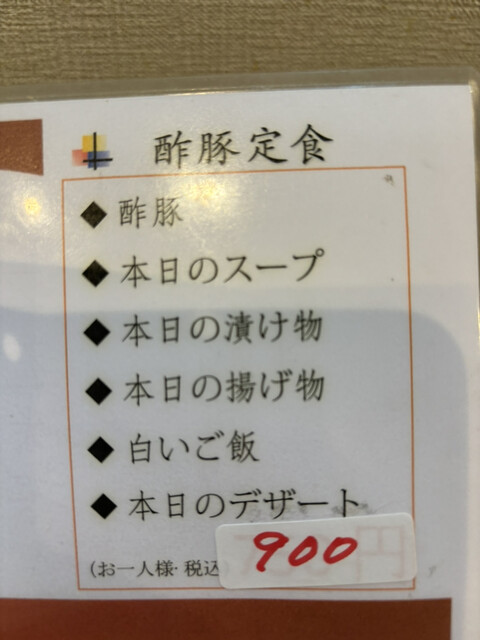 酢豚定食
◆ 酢豚
◆ 本日のスープ
◆ 本日の漬け物
◆ 本日の揚げ物
◆ 白いご飯
◆ 本日のデザート
(お一人様・税込
900
円